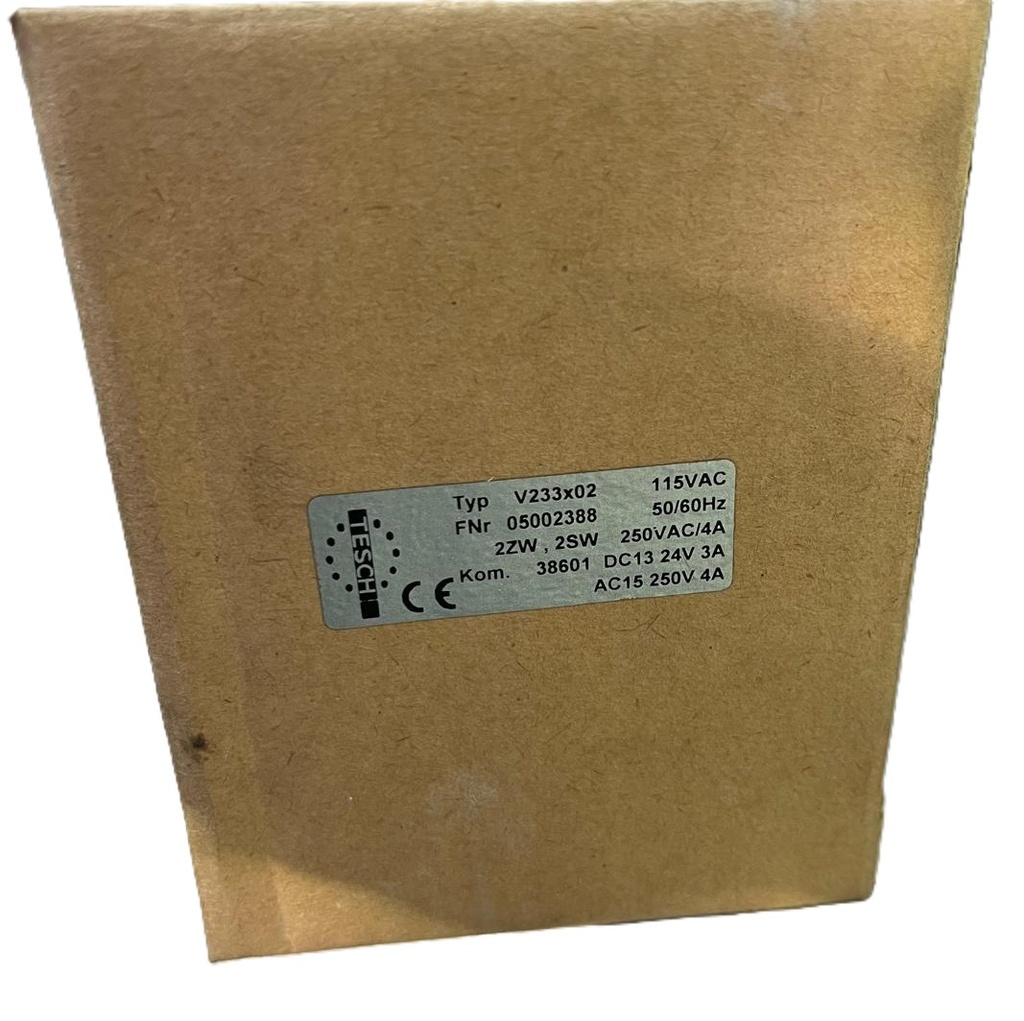 TESCH
Typ V233x02 115VAC
FNr 05002388 50/60Hz
2ZW , 2SW 250VAC/4A
Kom. 38601 DC13 24V 3A
CE AC15 250V 4A